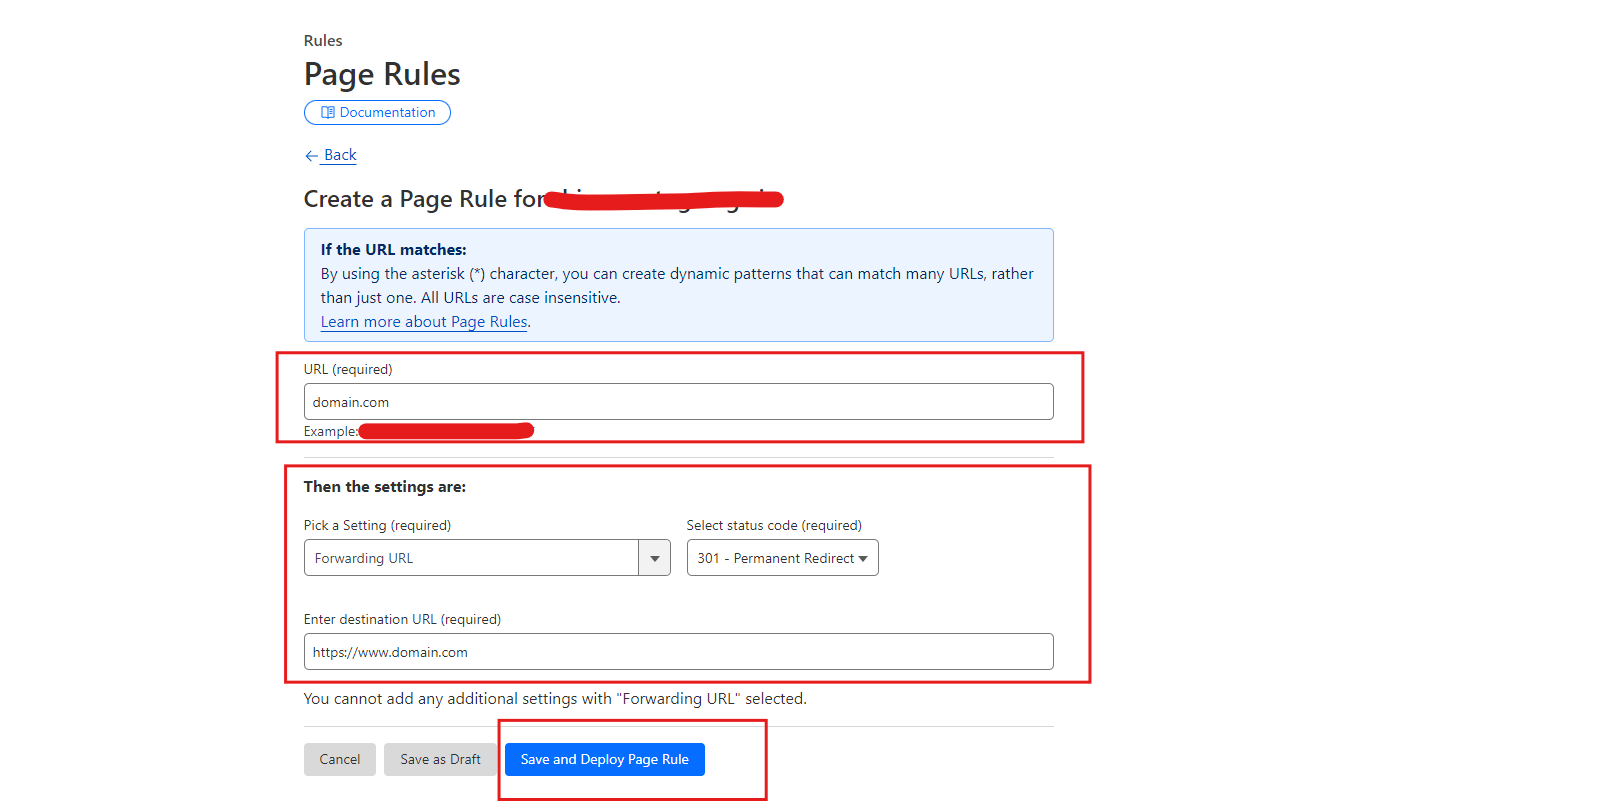 Rules
Page Rules
Documentation
← Back
Create a Page Rule for
If the URL matches:
By using the asterisk (*) character, you can create dynamic patterns that can match many URLs, rather
than just one. All URLs are case insensitive.
Learn more about Page Rules.
URL (required)
domain.com
Example:
Then the settings are:
Pick a Setting (required) Select status code (required)
Forwarding URL 301 - Permanent Redirect
Enter destination URL (required)
https://www.domain.com
You cannot add any additional settings with "Forwarding URL" selected.
Cancel Save as Draft Save and Deploy Page Rule